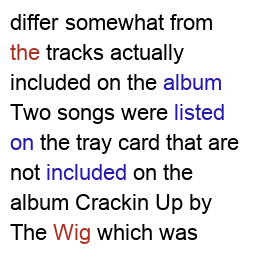 differ somewhat from
the tracks actually
included on the album
Two songs were listed
on the tray card that are
not included on the
album Crackin Up by
The Wig which was